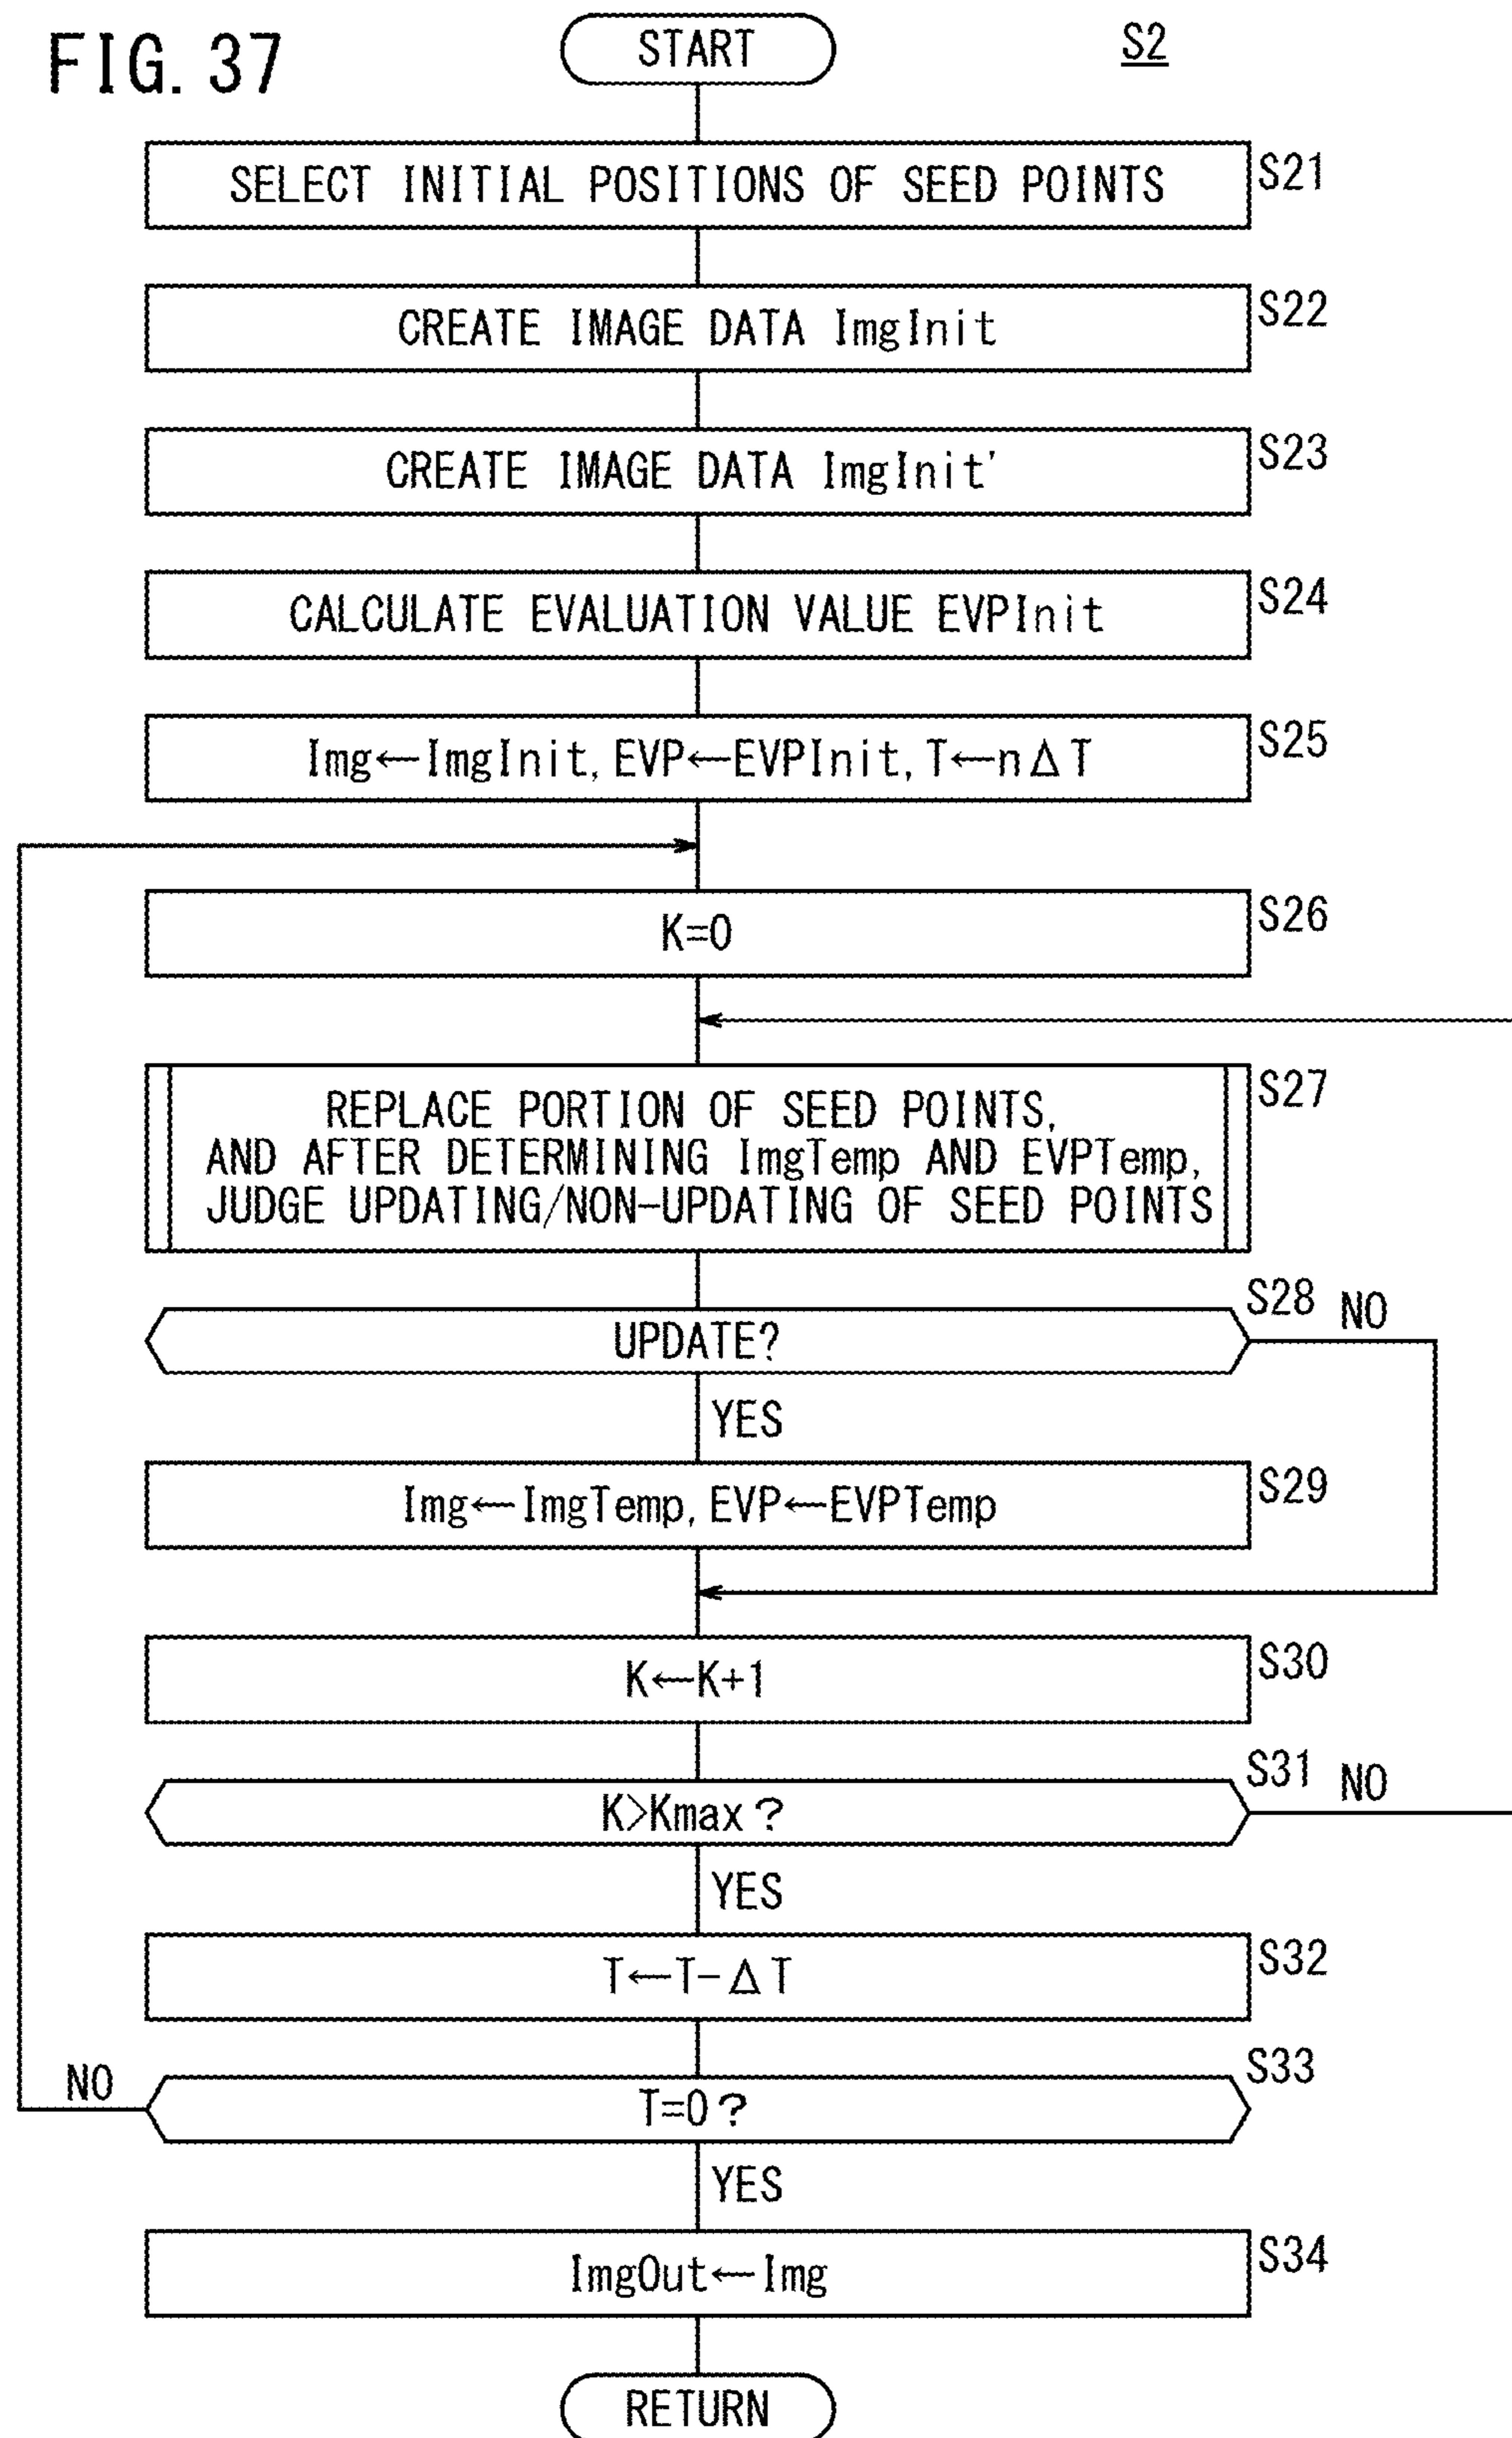 FIG. 37
START
S2
SELECT INITIAL POSITIONS OF SEED POINTS
S21
CREATE IMAGE DATA ImgInit
S22
CREATE IMAGE DATA ImgInit'
S23
CALCULATE EVALUATION VALUE EVPInit
S24
Img←ImgInit, EVP←EVPInit, T←nΔT
S25
K=0
S26
REPLACE PORTION OF SEED POINTS,
AND AFTER DETERMINING ImgTemp AND EVPTemp,
JUDGE UPDATING/NON-UPDATING OF SEED POINTS
S27
UPDATE?
S28
NO
YES
Img←ImgTemp, EVP←EVPTemp
S29
K←K+1
S30
K>Kmax?
S31
NO
YES
T←T-ΔT
S32
NO
T=0?
S33
YES
ImgOut←Img
S34
RETURN